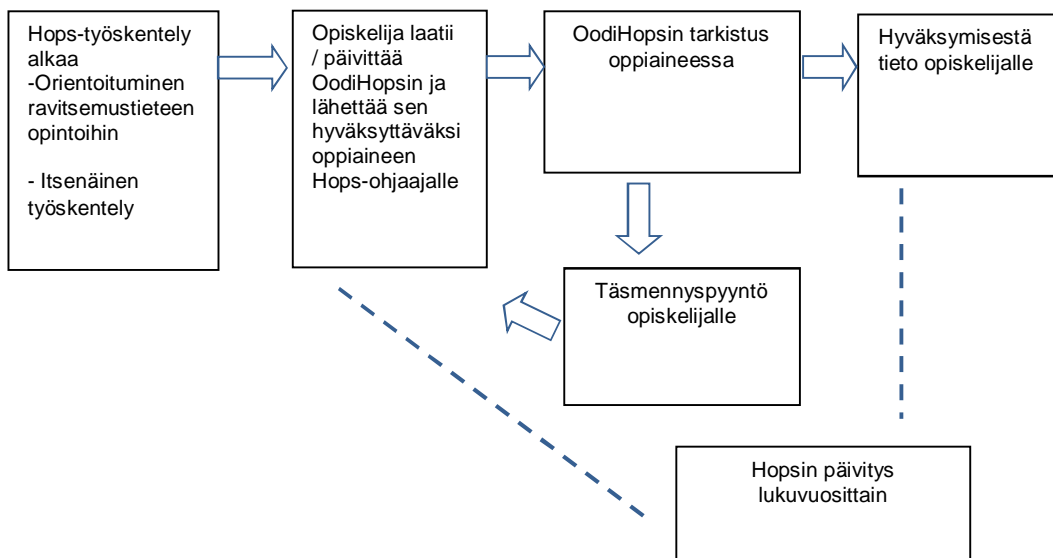 Hops-työskentely
alkaa
-Orientoituminen
ravitsemustieteen
opintoihin
- Itsenäinen
työskentely
Opiskelija laatii
/ päivittää
OodiHopsin ja
lähettää sen
hyväksyttäväksi
oppiaineen
Hops-ohjaajalle
OodiHopsin tarkistus
oppiaineessa
Hyväksymisestä
tieto opiskelijalle
Täsmennyspyyntö
opiskelijalle
Hopsin päivitys
lukuvuosittain